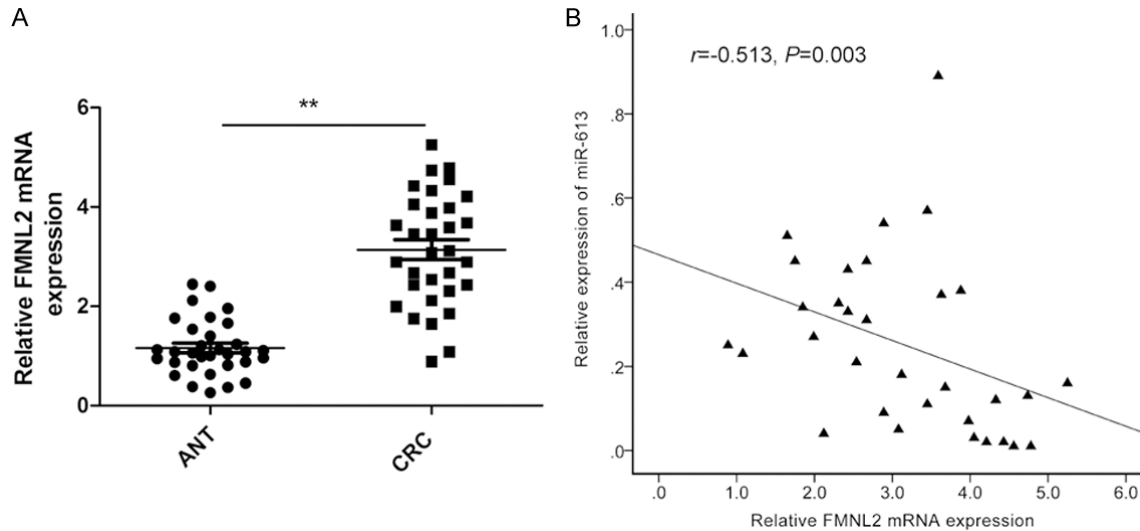 A
Relative FMNL2 mRNA
expression
6
4
2
0
**
ANT
CRC
B
r=-0.513, P=0.003
Relative expression of miR-613
1.0
.8
.6
.4
.2
.0
.0 1.0 2.0 3.0 4.0 5.0 6.0
Relative FMNL2 mRNA expression